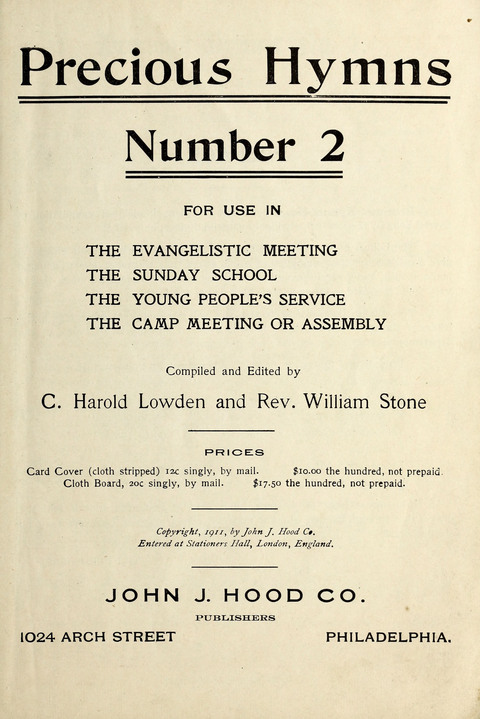 Precious Hymns
Number 2
FOR USE IN
THE EVANGELISTIC MEETING
THE SUNDAY SCHOOL
THE YOUNG PEOPLE'S SERVICE
THE CAMP MEETING OR ASSEMBLY
Compiled and Edited by
C. Harold Lowden and Rev. William Stone
PRICES
Card Cover (cloth stripped) 12c singly, by mail. $10.00 the hundred, not prepaid.
Cloth Board, 20c singly, by mail. $17.50 the hundred, not prepaid.
Copyright, 1911, by John J. Hood Co.
Entered at Stationers Hall, London, England.
JOHN J. HOOD CO.
PUBLISHERS
1024 ARCH STREET PHILADELPHIA.